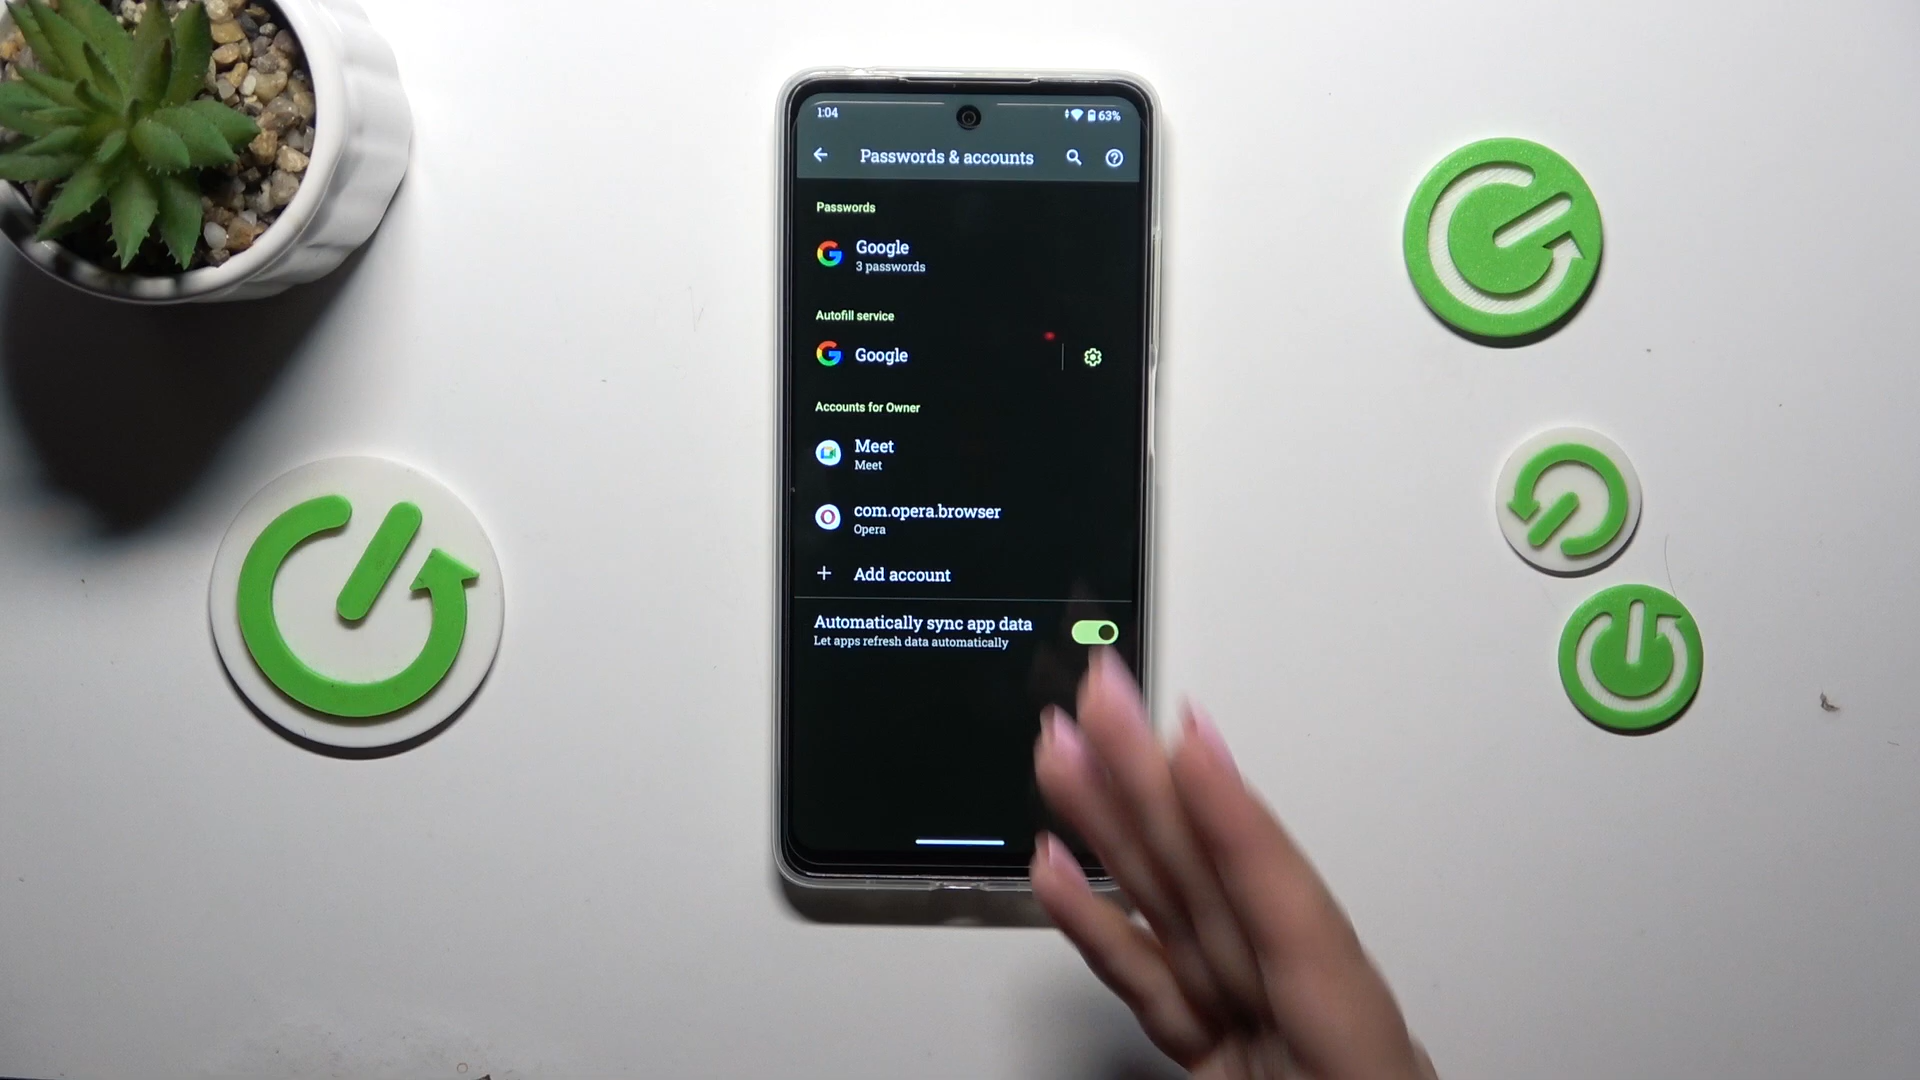 1:04
63%
Passwords & accounts
Passwords
Google
3 passwords
Autofill service
Google
Accounts for Owner
Meet
Meet
com.opera.browser
Opera
Add account
Automatically sync app data
Let apps refresh data automatically